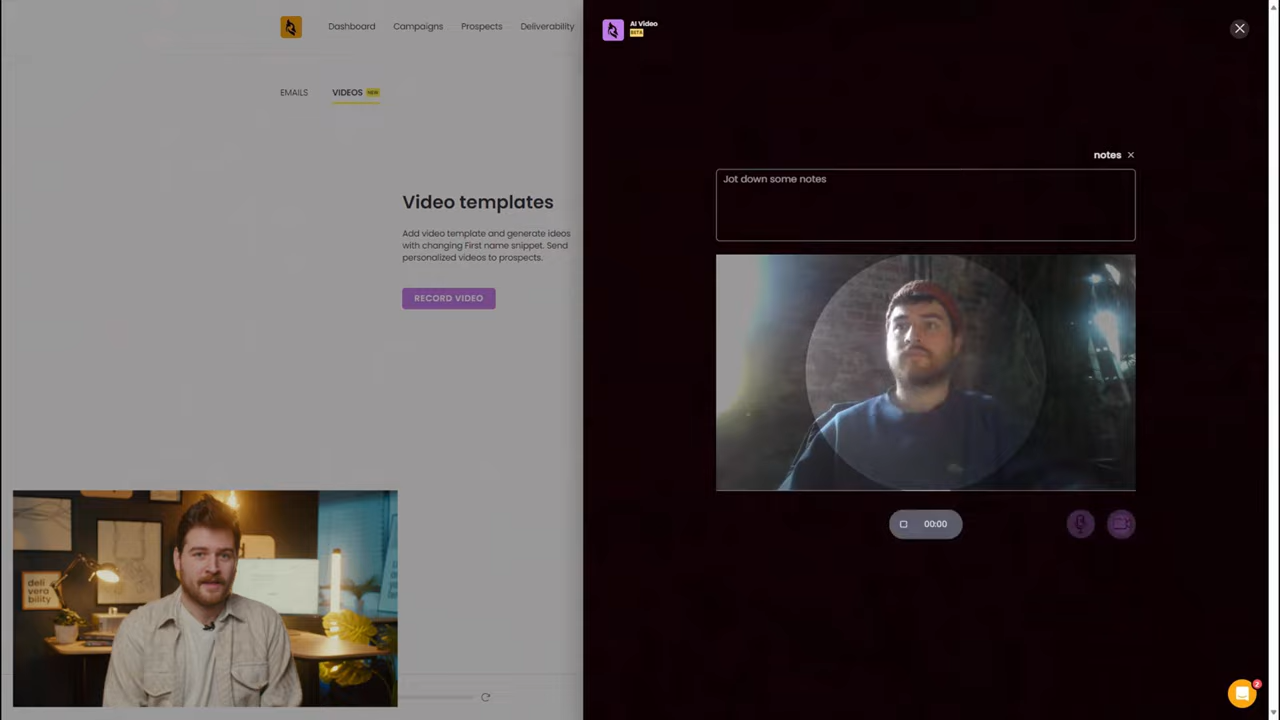 Dashboard
Campaigns
Prospects
Deliverability
EMAILS
VIDEOS NEW
Video templates
Add video template and generate ideos
with changing First name snippet. Send
personalized videos to prospects.
RECORD VIDEO
deli
vera
bility
AI Video
BETA
notes
Jot down some notes
00:00
2